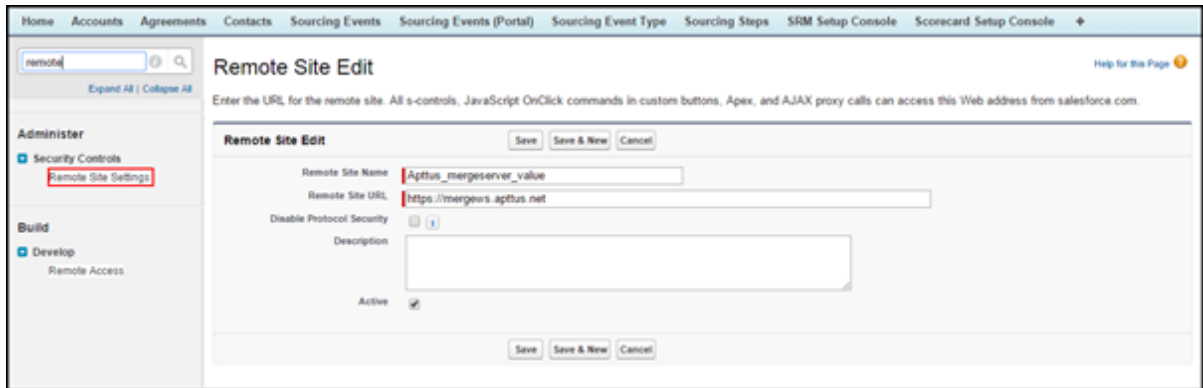 Home Accounts Agreements Contacts Sourcing Events Sourcing Events (Portal) Sourcing Event Type Sourcing Steps SRM Setup Console Scorecard Setup Console +
remote
Expand All | Collapse All
Administer
Security Controls
Remote Site Settings
Build
Develop
Remote Access
Remote Site Edit
Help for this Page ?
Enter the URL for the remote site. All s-controls, JavaScript OnClick commands in custom buttons, Apex, and AJAX proxy calls can access this Web address from salesforce.com.
Remote Site Edit Save Save & New Cancel
Remote Site Name Apttus_mergeserver_value
Remote Site URL https://mergews.apttus.net
Disable Protocol Security i
Description
Active
Save Save & New Cancel